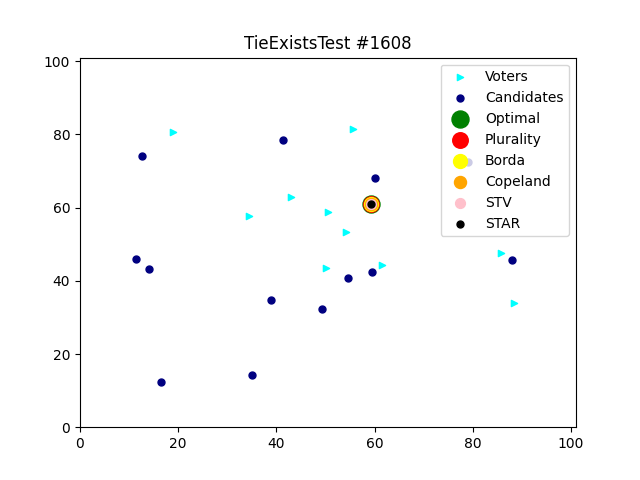 TieExistsTest #1608
Voters
Candidates
Optimal
Plurality
Borda
Copeland
STV
STAR
100
80
60
40
20
0
0 20 40 60 80 100